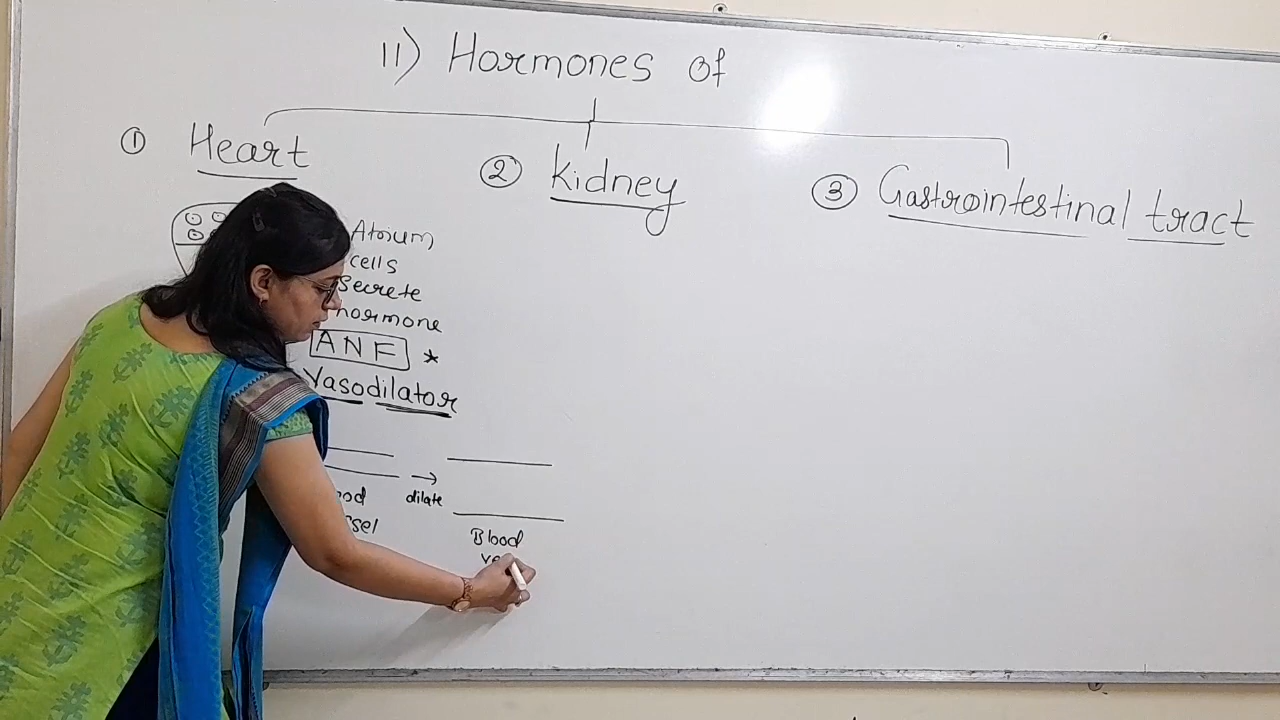 11) Hormones of
① Heart
② Kidney
③ Gastrointestinal tract
Atrium
cells
secrete
hormone
ANF *
Vasodilator
→
dilate
Blood